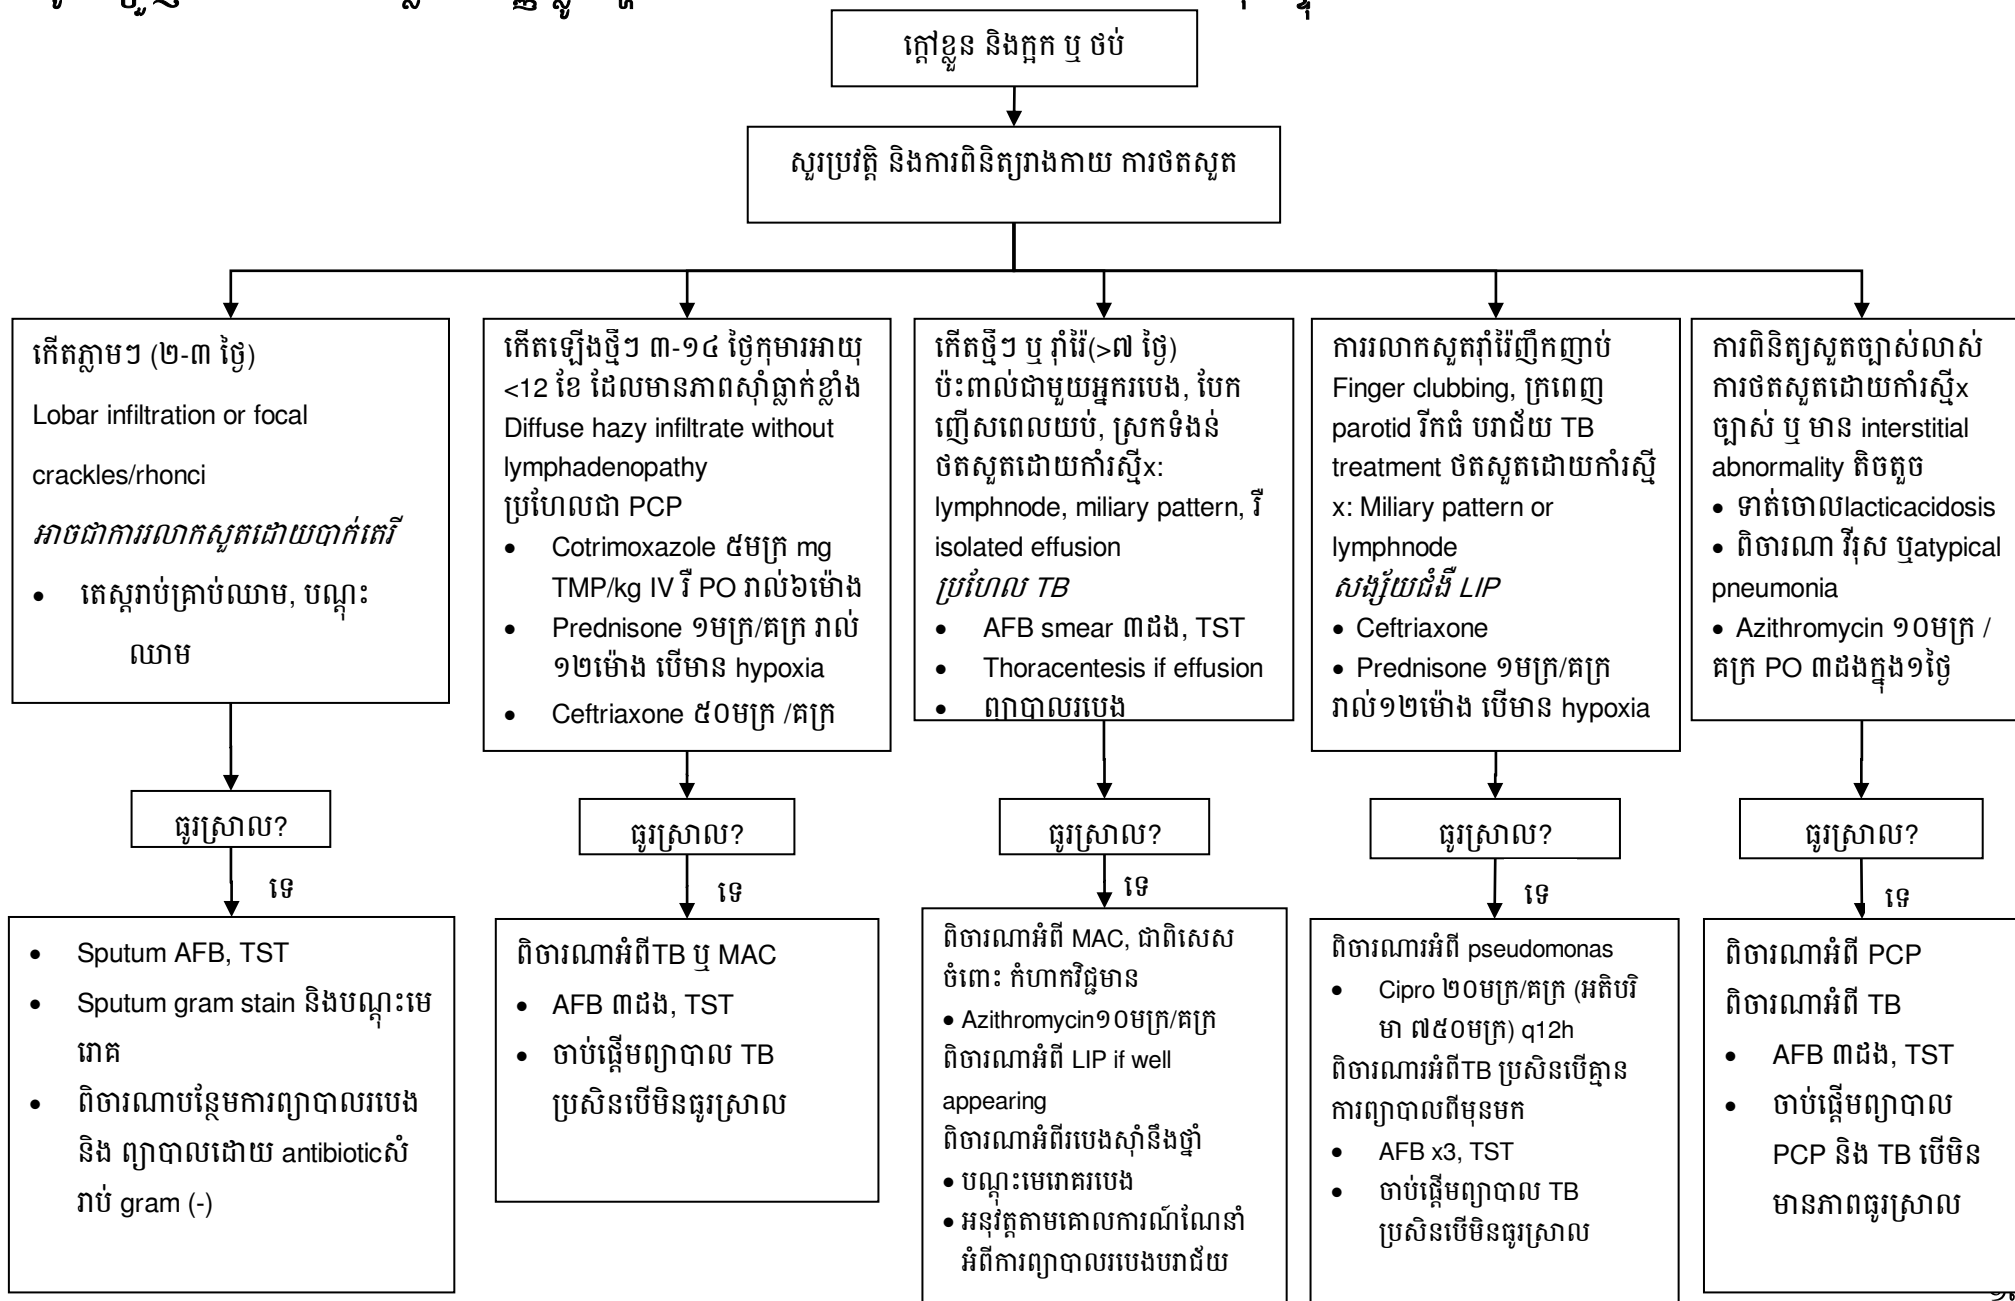 ក្តៅខ្លួន និងក្អក ឬ ថប់
សួរប្រវត្តិ និងការពិនិត្យរាងកាយ ការថតសួត
កើតភ្លាមៗ (២-៣ ថ្ងៃ)
Lobar infiltration or focal
crackles/rhonci
អាចជាការរលាកសួតដោយបាក់តេរី
• តេស្តរាប់គ្រាប់ឈាម, បណ្តុះ
ឈាម
កើតឡើងថ្មីៗ ៣-១៤ ថ្ងៃកុមារអាយុ
<12 ខែ ដែលមានភាពស៊ាំធ្លាក់ខ្លាំង
Diffuse hazy infiltrate without
lymphadenopathy
ប្រហែលជា PCP
• Cotrimoxazole ៥មក្រ mg
TMP/kg IV រឺ PO រាល់៦ម៉ោង
• Prednisone ១មក្រ/គក្រ រាល់
១២ម៉ោង បើមាន hypoxia
• Ceftriaxone ៥០មក្រ /គក្រ
កើតថ្មីៗ ឬ រ៉ាំរ៉ៃ(>៧ ថ្ងៃ)
ប៉ះពាល់ជាមួយអ្នករបេង, បែក
ញើសពេលយប់, ស្រកទំងន់
ថតសួតដោយកាំរស្មីx:
lymphnode, miliary pattern, រឺ
isolated effusion
ប្រហែល TB
• AFB smear ៣ដង, TST
• Thoracentesis if effusion
• ព្យាបាលរបេង
ការរលាកសួតរ៉ាំរ៉ៃញឹកញាប់
Finger clubbing, ក្រពេញ
parotid រីកធំ បរាជ័យ TB
treatment ថតសួតដោយកាំរស្មី
x: Miliary pattern or
lymphnode
សង្ស័យជំងឺ LIP
• Ceftriaxone
• Prednisone ១មក្រ/គក្រ
រាល់១២ម៉ោង បើមាន hypoxia
ការពិនិត្យសួតច្បាស់លាស់
ការថតសួតដោយកាំរស្មីx
ច្បាស់ ឬ មាន interstitial
abnormality តិចតួច
• ទាត់ចោលlacticacidosis
• ពិចារណា វីរុស ឬatypical
pneumonia
• Azithromycin ១០មក្រ /
គក្រ PO ៣ដងក្នុង១ថ្ងៃ
ធូរស្រាល?
ធូរស្រាល?
ធូរស្រាល?
ធូរស្រាល?
ធូរស្រាល?
ទេ
ទេ
ទេ
ទេ
ទេ
• Sputum AFB, TST
• Sputum gram stain និងបណ្តុះមេ
រោគ
• ពិចារណាបន្ថែមការព្យាបាលរបេង
និង ព្យាបាលដោយ antibioticសំ
រាប់ gram (-)
ពិចារណាអំពីTB ឬ MAC
• AFB ៣ដង, TST
• ចាប់ផ្តើមព្យាបាល TB
ប្រសិនបើមិនធូរស្រាល
ពិចារណាអំពី MAC, ជាពិសេស
ចំពោះ កំហាកវិជ្ជមាន
• Azithromycin១០មក្រ/គក្រ
ពិចារណាអំពី LIP if well
appearing
ពិចារណាអំពីរបេងស៊ាំនឹងថ្នាំ
• បណ្តុះមេរោគរបេង
• អនុវត្តតាមគោលការណ៍ណែនាំ
អំពីការព្យាបាលរបេងបរាជ័យ
ពិចារណារអំពី pseudomonas
• Cipro ២០មក្រ/គក្រ (អតិបរិ
មា ៧៥០មក្រ) q12h
ពិចារណារអំពីTB ប្រសិនបើគ្មាន
ការព្យាបាលពីមុនមក
• AFB x3, TST
• ចាប់ផ្តើមព្យាបាល TB
ប្រសិនបើមិនធូរស្រាល
ពិចារណាអំពី PCP
ពិចារណាអំពី TB
• AFB ៣ដង, TST
• ចាប់ផ្តើមព្យាបាល
PCP និង TB បើមិន
មានភាពធូរស្រាល